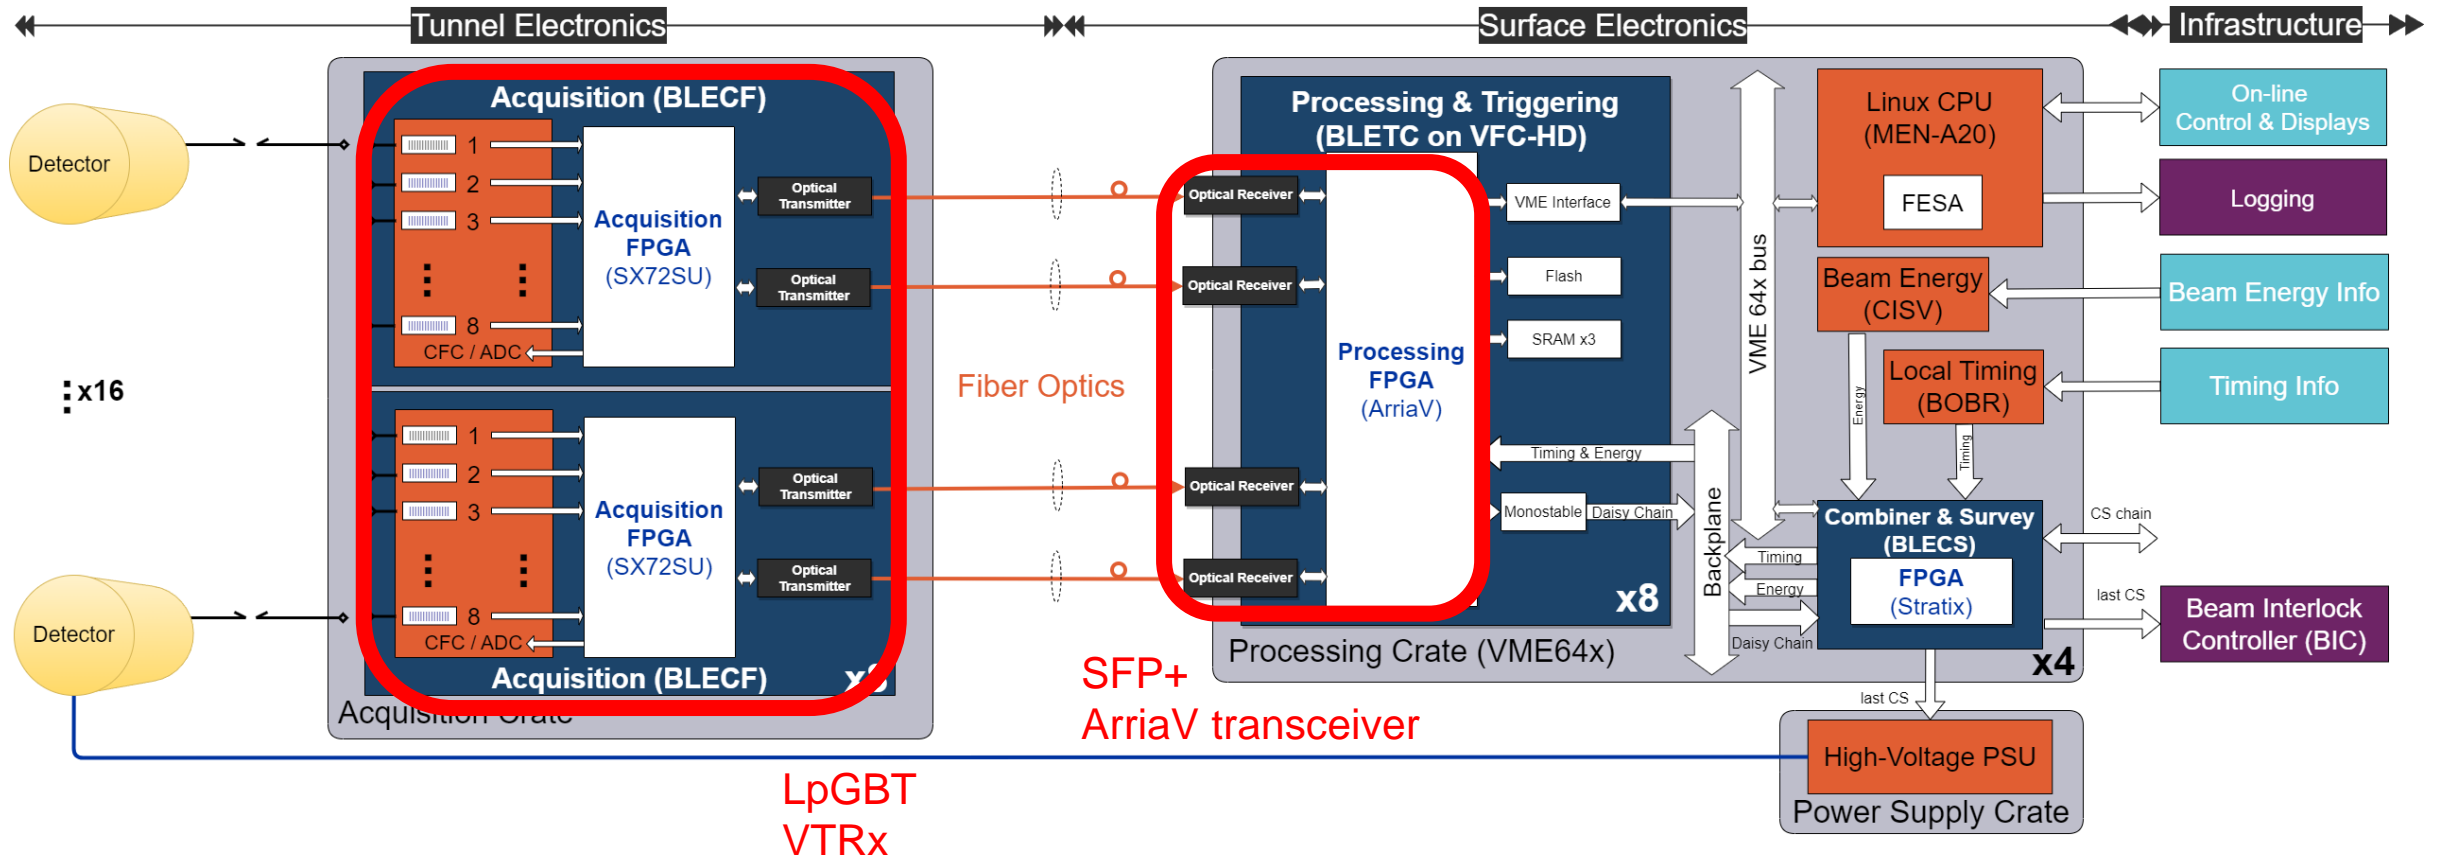 Tunnel Electronics
Surface Electronics
Infrastructure
Detector
x16
Detector
Acquisition (BLECF)
1
2
3
8
CFC / ADC
Acquisition
FPGA
(SX72SU)
Optical
Transmitter
Optical
Transmitter
1
2
3
8
CFC / ADC
Acquisition
FPGA
(SX72SU)
Optical
Transmitter
Optical
Transmitter
Acquisition (BLECF)
Acquisition Crate
Fiber Optics
LpGBT
VTRx
SFP+
ArriaV transceiver
Processing & Triggering
(BLETC on VFC-HD)
Optical Receiver
Optical Receiver
Optical Receiver
Optical Receiver
Processing
FPGA
(ArriaV)
VME Interface
Flash
SRAM x3
Timing & Energy
Monostable
Daisy Chain
x8
Processing Crate (VME64x)
VME 64x bus
Backplane
Linux CPU
(MEN-A20)
FESA
Beam Energy
(CISV)
Local Timing
(BOBR)
Energy
Timing
Combiner & Survey
(BLECS)
FPGA
(Stratix)
Timing
Energy
Daisy Chain
x4
CS chain
last CS
last CS
High-Voltage PSU
Power Supply Crate
On-line
Control & Displays
Logging
Beam Energy Info
Timing Info
Beam Interlock
Controller (BIC)